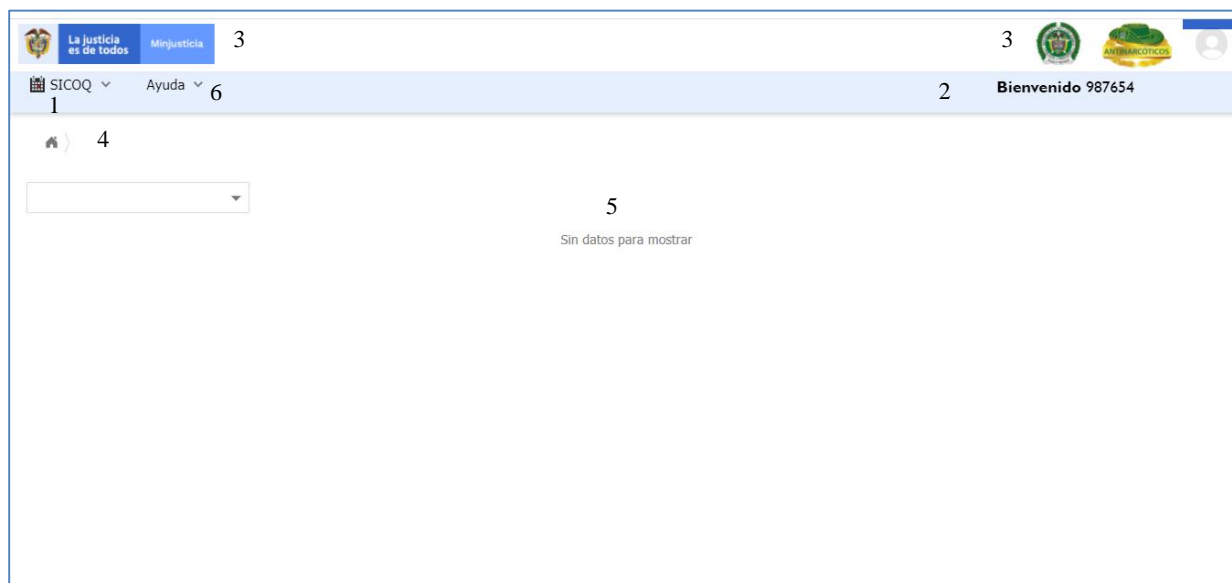 La justicia
es de todos
Minjusticia
3
3
ANTINARCÓTICOS
SICOQ
Ayuda
6
1
2
Bienvenido 987654
4
5
Sin datos para mostrar